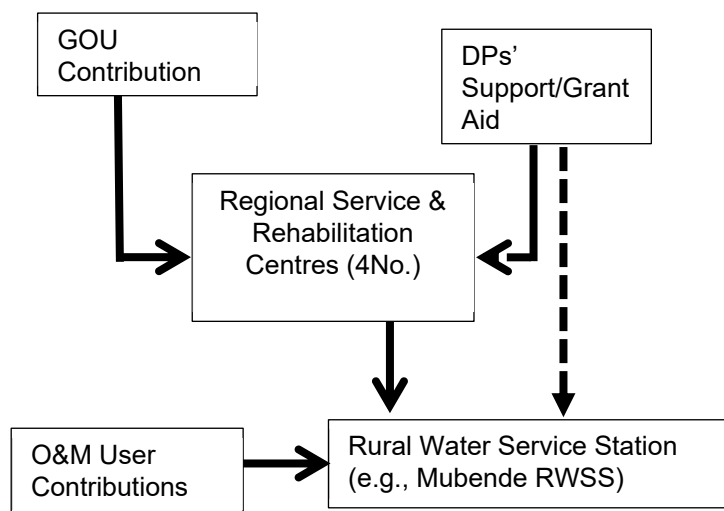 GOU
Contribution
DPs’
Support/Grant
Aid
Regional Service &
Rehabilitation
Centres (4No.)
O&M User
Contributions
Rural Water Service Station
(e.g., Mubende RWSS)